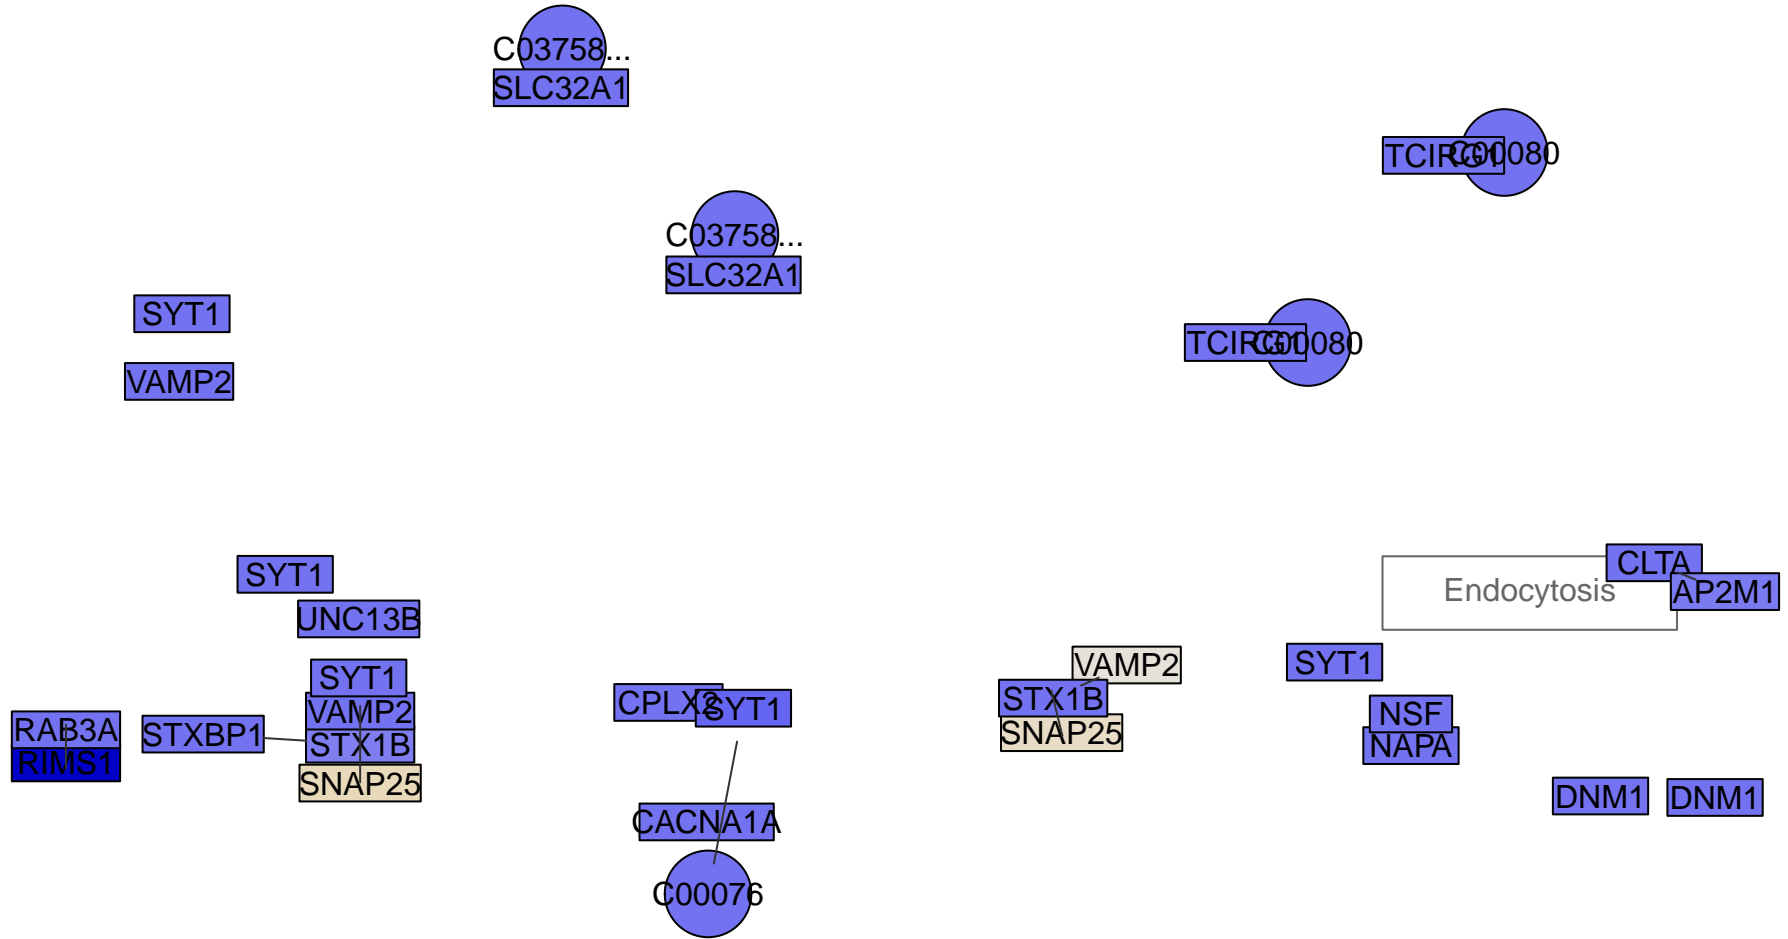 C03758...
SLC32A1
TCIRG1
C00080
C03758...
SLC32A1
SYT1
TCIRG1
C00080
VAMP2
SYT1
CLTA
Endocytosis
AP2M1
UNC13B
SYT1
VAMP2
SYT1
CPLX2
SYT1
STX1B
VAMP2
NSF
RAB3A
STXBP1
STX1B
SNAP25
NAPA
RIMS1
SNAP25
DNM1
DNM1
CACNA1A
C00076